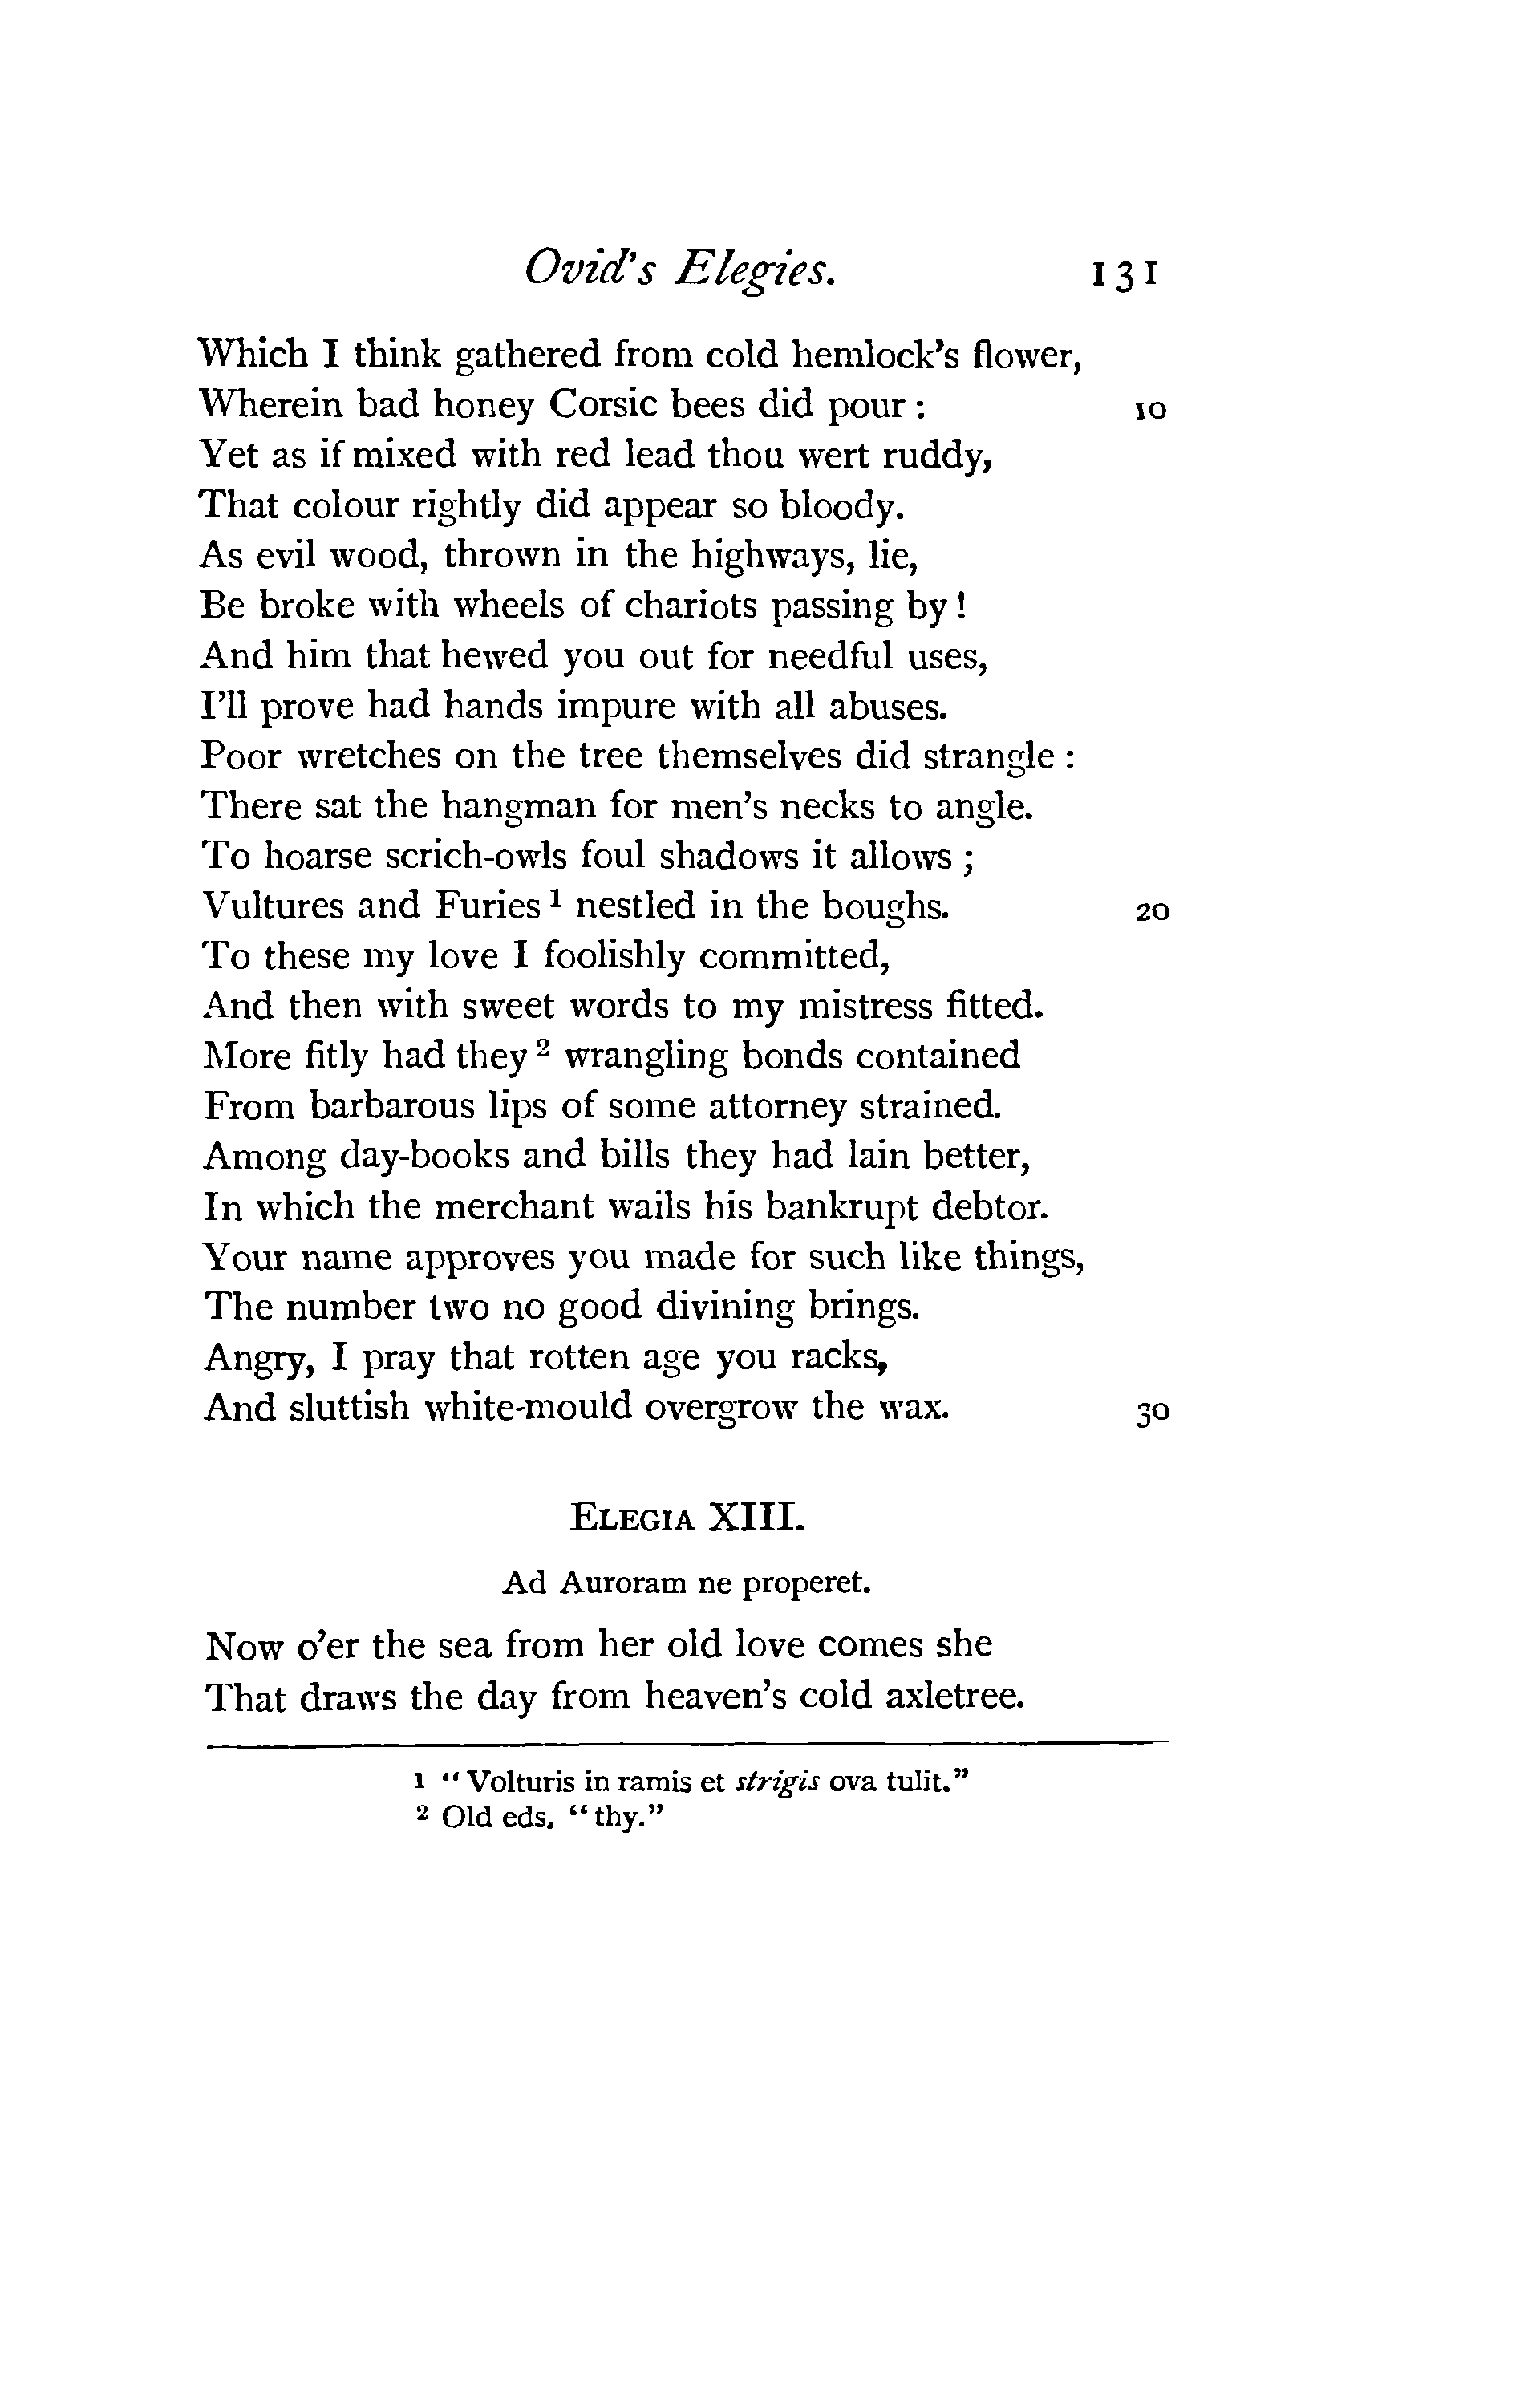 Ovid's Elegies. 131
Which I think gathered from cold hemlock's flower,
Wherein bad honey Corsic bees did pour : 10
Yet as if mixed with red lead thou wert ruddy,
That colour rightly did appear so bloody.
As evil wood, thrown in the highways, lie,
Be broke with wheels of chariots passing by !
And him that hewed you out for needful uses,
I'll prove had hands impure with all abuses.
Poor wretches on the tree themselves did strangle :
There sat the hangman for men's necks to angle.
To hoarse scrich-owls foul shadows it allows ;
Vultures and Furies ¹ nestled in the boughs. 20
To these my love I foolishly committed,
And then with sweet words to my mistress fitted.
More fitly had they ² wrangling bonds contained
From barbarous lips of some attorney strained.
Among day-books and bills they had lain better,
In which the merchant wails his bankrupt debtor.
Your name approves you made for such like things,
The number two no good divining brings.
Angry, I pray that rotten age you racks,
And sluttish white-mould overgrow the wax. 30
ELEGIA XIII.
Ad Auroram ne properet.
Now o'er the sea from her old love comes she
That draws the day from heaven's cold axletree.
¹ “Volturis in ramis et strigis ova tulit.”
² Old eds. “thy.”